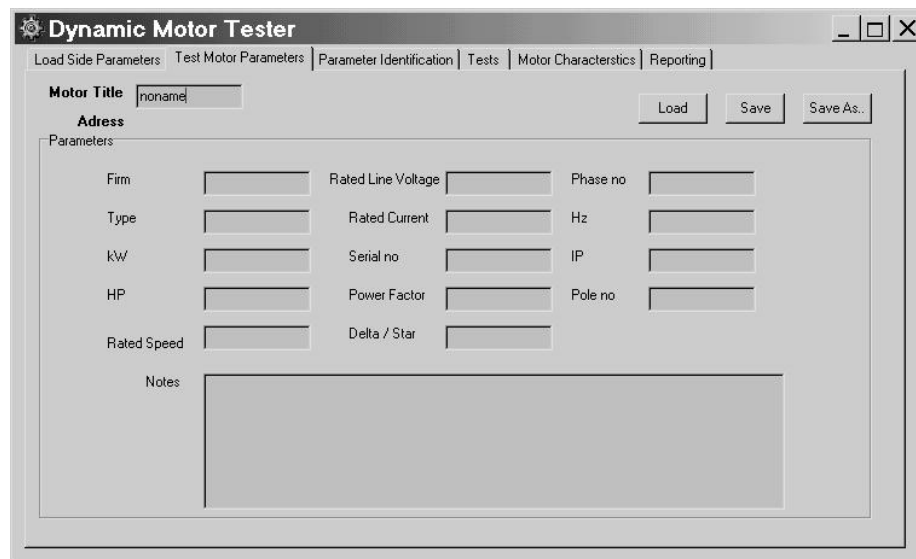 Dynamic Motor Tester
Load Side Parameters Test Motor Parameters Parameter Identification Tests Motor Characterstics Reporting
Motor Title noname Load Save Save As..
Adress
Parameters
Firm Rated Line Voltage Phase no
Type Rated Current Hz
kW Serial no IP
HP Power Factor Pole no
Rated Speed Delta / Star
Notes